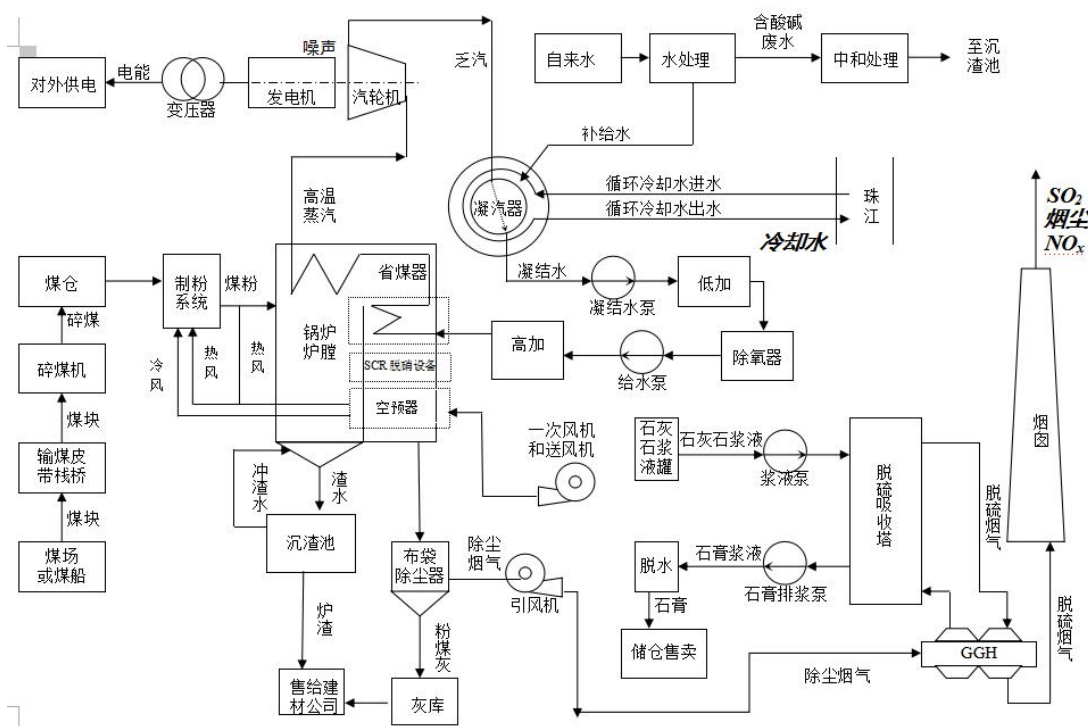 对外供电
电能
变压器
噪声
发电机
汽轮机
乏汽
自来水
水处理
含酸碱
废水
中和处理
至沉
渣池
补给水
高温
蒸汽
凝汽器
循环冷却水进水
循环冷却水出水
珠
江
冷却水
SO2
烟尘
NOx
煤仓
制粉
系统
煤粉
省煤器
凝结水
凝结水泵
低加
碎煤
锅炉
炉膛
高加
给水泵
除氧器
碎煤机
冷
风
热
风
热
风
SCR 脱硝设备
空预器
煤块
输煤皮
带栈桥
一次风机
和送风机
石灰
石浆
液罐
石灰石浆液
浆液泵
脱
硫
吸
收
塔
脱
硫
烟
气
烟
囱
冲
渣
水
渣
水
煤块
沉渣池
煤场
或煤船
布袋
除尘器
除尘
烟气
引风机
脱水
石膏浆液
石膏排浆泵
石膏
储仓售卖
炉
渣
粉
煤
灰
售给建
材公司
灰库
除尘烟气
GGH
脱
硫
烟
气